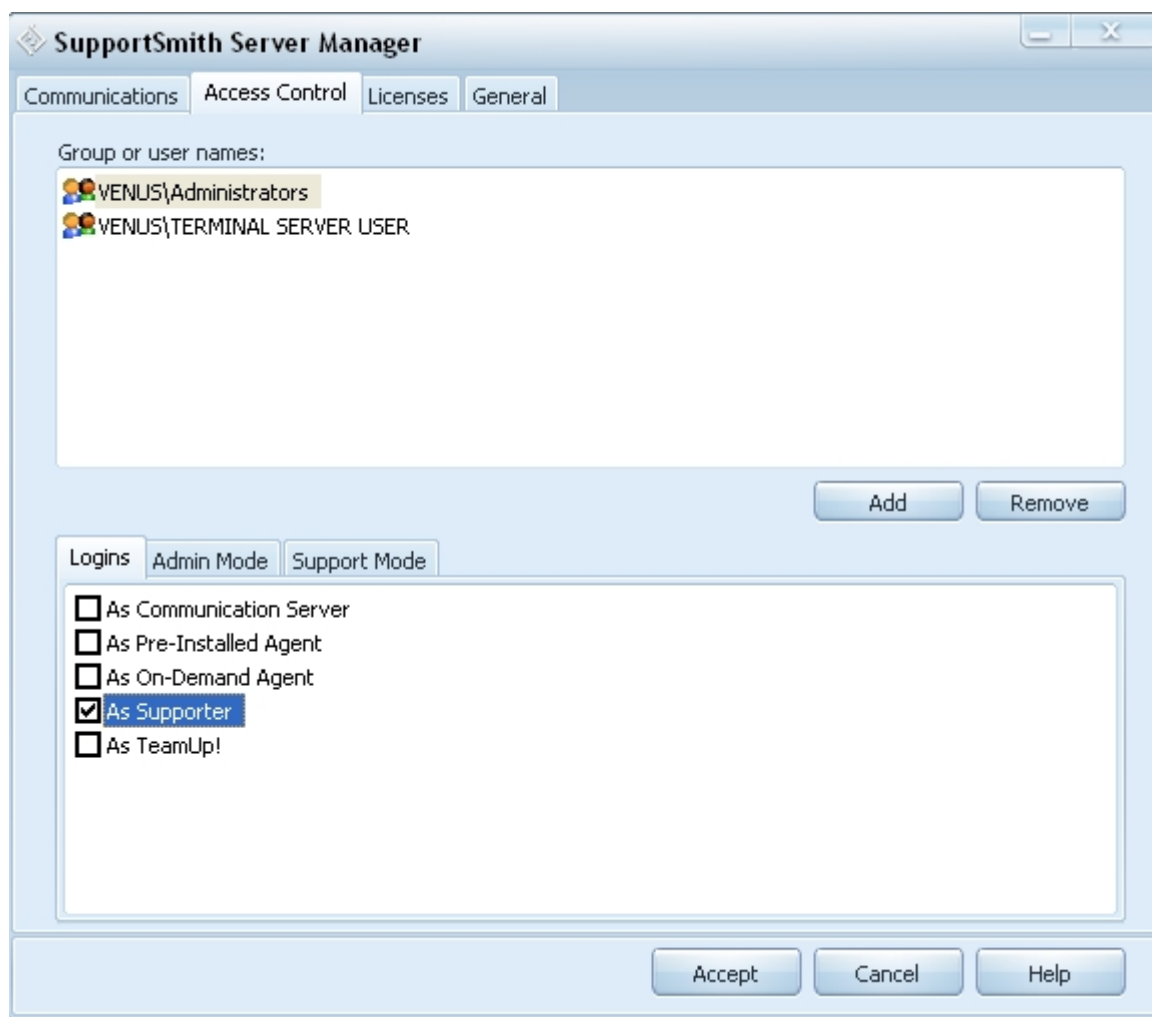 SupportSmith Server Manager
Communications Access Control Licenses General
Group or user names:
VENUS\Administrators
VENUS\TERMINAL SERVER USER
Add Remove
Logins Admin Mode Support Mode
As Communication Server
As Pre-Installed Agent
As On-Demand Agent
As Supporter
As TeamUp!
Accept Cancel Help